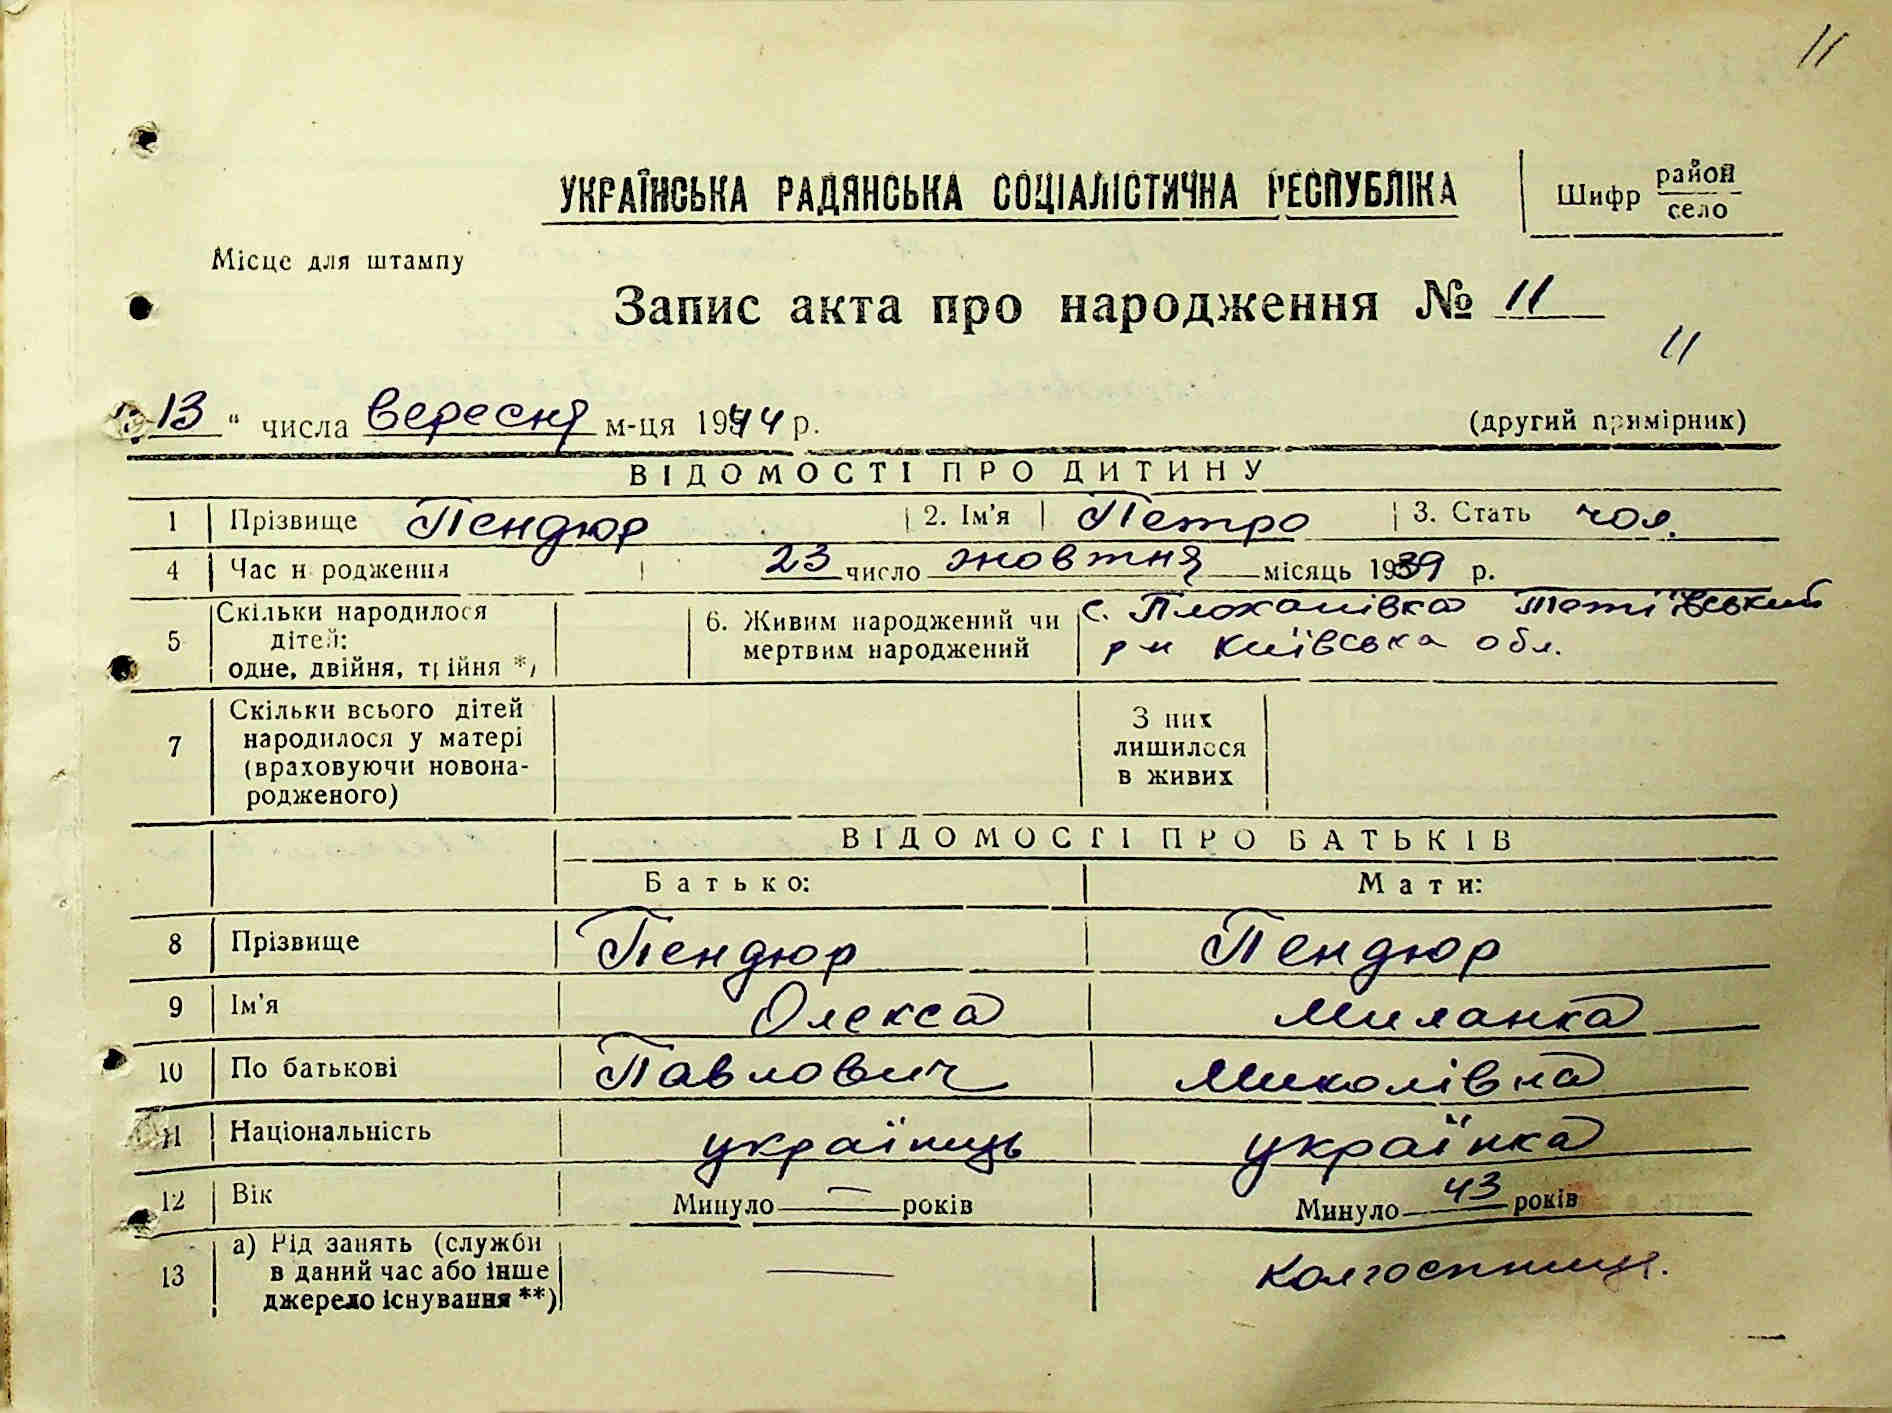 11
УКРАЇНСЬКА РАДЯНСЬКА СОЦІАЛІСТИЧНА РЕСПУБЛІКА
Шифр район
село
Місце для штампу
Запис акта про народження № 11
11
13 " числа вересня м-ця 1944 р.
(другий примірник)
ВІДОМОСТІ ПРО ДИТИНУ
1 Прізвище Пендюр 2. Ім'я Петро 3. Стать чол.
4 Час народження 23 число жовтня місяць 1939 р.
5 Скільки народилося дітей: одне, двійня, трійня *)
6. Живим народжений чи мертвим народжений
с. Плоханівка Тетіївський
р-н Київська обл.
7 Скільки всього дітей народилося у матері (враховуючи новонародженого)
З них лишилося в живих
ВІДОМОСТІ ПРО БАТЬКІВ
Батько: Мати:
8 Прізвище Пендюр Пендюр
9 Ім'я Олекса Миланка
10 По батькові Павлович Миколівна
11 Національність українць українка
12 Вік Минуло — років Минуло 43 років
13 а) Рід занять (служби в даний час або інше джерело існування **) — колгоспниця.